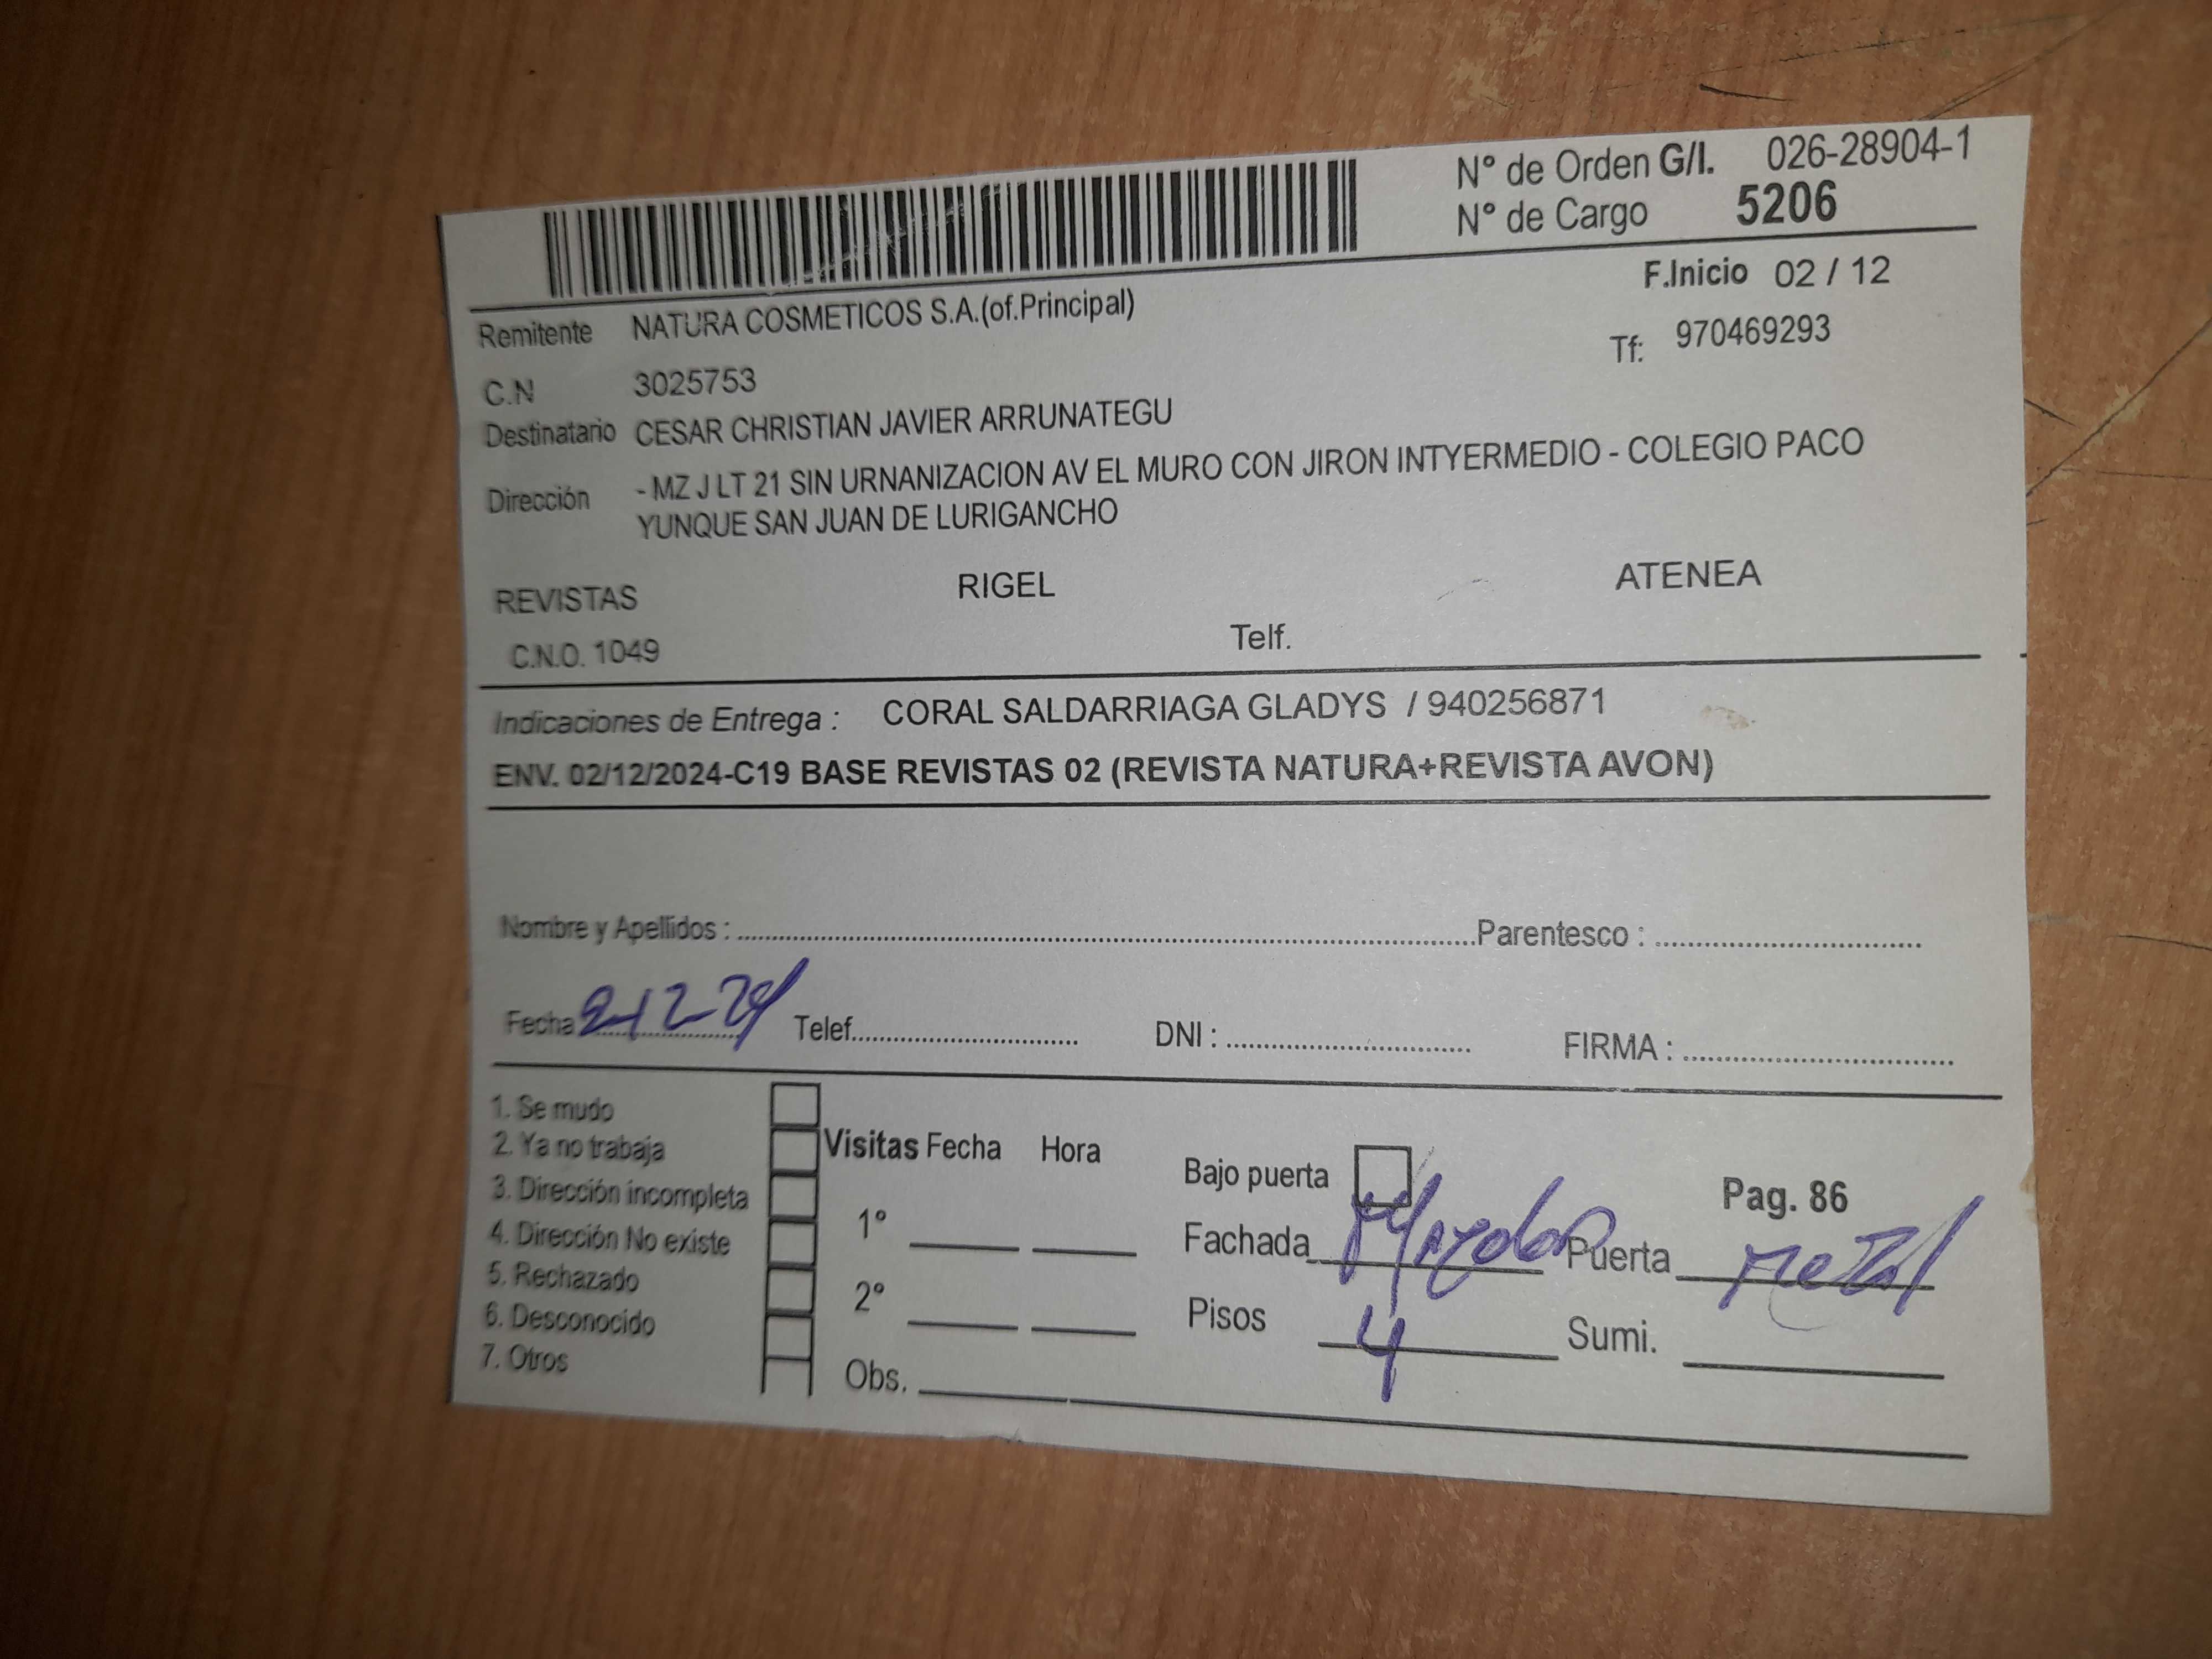 N° de Orden G/I. 026-28904-1
N° de Cargo 5206
F.Inicio 02 / 12
Remitente NATURA COSMETICOS S.A.(of.Principal)
Tf: 970469293
C.N 3025753
Destinatario CESAR CHRISTIAN JAVIER ARRUNATEGU
Dirección - MZ J LT 21 SIN URNANIZACION AV EL MURO CON JIRON INTYERMEDIO - COLEGIO PACO
YUNQUE SAN JUAN DE LURIGANCHO
REVISTAS RIGEL ATENEA
C.N.O. 1049 Telf.
Indicaciones de Entrega : CORAL SALDARRIAGA GLADYS / 940256871
ENV. 02/12/2024-C19 BASE REVISTAS 02 (REVISTA NATURA+REVISTA AVON)
Nombre y Apellidos : Parentesco :
Fecha 2-12-24 Telef. DNI : FIRMA :
1. Se mudo
2. Ya no trabaja
3. Dirección incompleta
4. Dirección No existe
5. Rechazado
6. Desconocido
7. Otros
Visitas Fecha Hora
1°
2°
Obs.
Bajo puerta Pag. 86
Fachada Puerta metal
Pisos 4 Sumi.